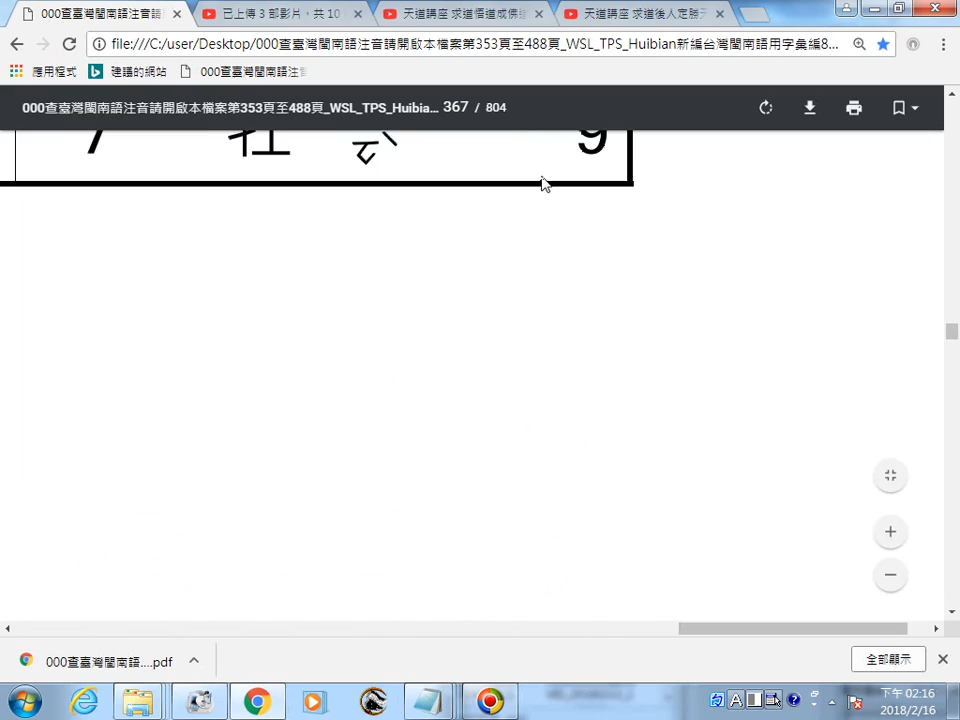 000查臺灣閩南語注音請
已上傳 3 部影片，共 10
天道講座 求道悟道成佛道
天道講座 求道後人定勝天
file:///C:/user/Desktop/000查臺灣閩南語注音請開啟本檔案第353頁至488頁_WSL_TPS_Huibian新編台灣閩南語用字彙編8...
應用程式
建議的網站
000查臺灣閩南語注音
000查臺灣閩南語注音請開啟本檔案第353頁至488頁_WSL_TPS_Huibia... 367 / 804
7 社 9
000查臺灣閩南語....pdf
全部顯示
下午 02:16
2018/2/16